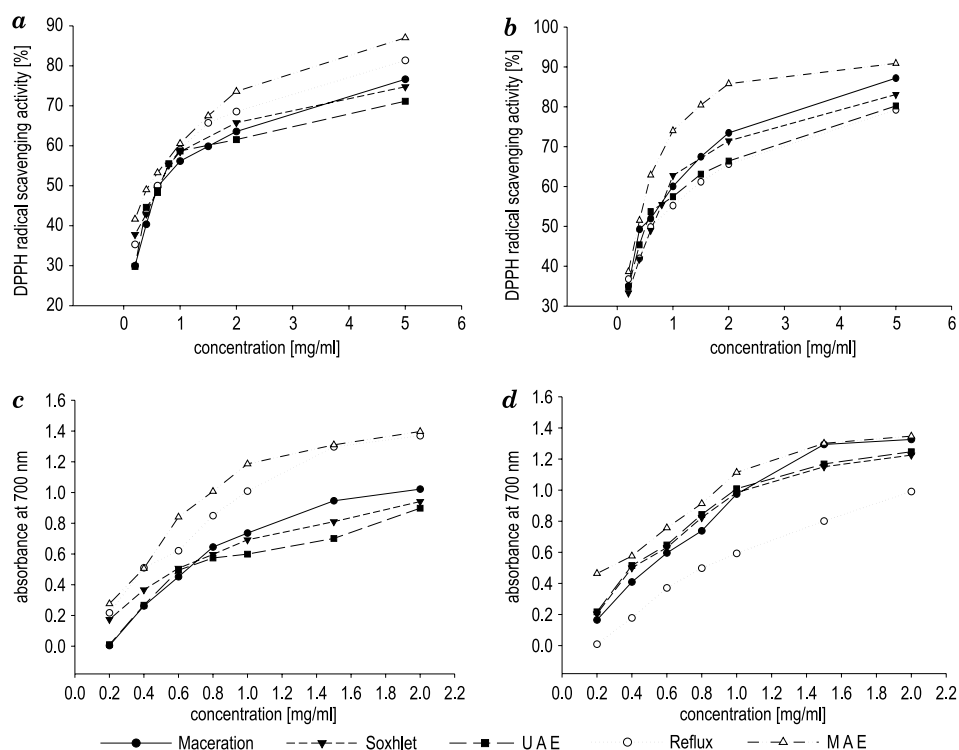 a
DPPH radical scavenging activity [%]
90
80
70
60
50
40
30
20
0 1 2 3 4 5 6
concentration [mg/ml]
b
DPPH radical scavenging activity [%]
100
90
80
70
60
50
40
30
0 1 2 3 4 5 6
concentration [mg/ml]
c
absorbance at 700 nm
1.6
1.4
1.2
1.0
0.8
0.6
0.4
0.2
0.0
0.0 0.2 0.4 0.6 0.8 1.0 1.2 1.4 1.6 1.8 2.0 2.2
concentration [mg/ml]
d
absorbance at 700 nm
1.6
1.4
1.2
1.0
0.8
0.6
0.4
0.2
0.0
0.0 0.2 0.4 0.6 0.8 1.0 1.2 1.4 1.6 1.8 2.0 2.2
concentration [mg/ml]
Maceration Soxhlet UAE Reflux MAE